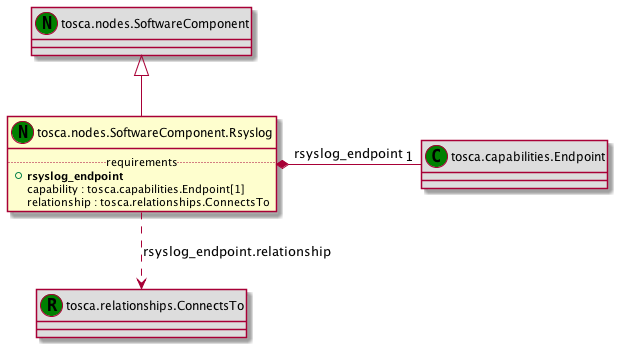 N tosca.nodes.SoftwareComponent
N tosca.nodes.SoftwareComponent.Rsyslog
requirements
rsyslog_endpoint
capability : tosca.capabilities.Endpoint[1]
relationship : tosca.relationships.ConnectsTo
rsyslog_endpoint 1
C tosca.capabilities.Endpoint
rsyslog_endpoint.relationship
R tosca.relationships.ConnectsTo